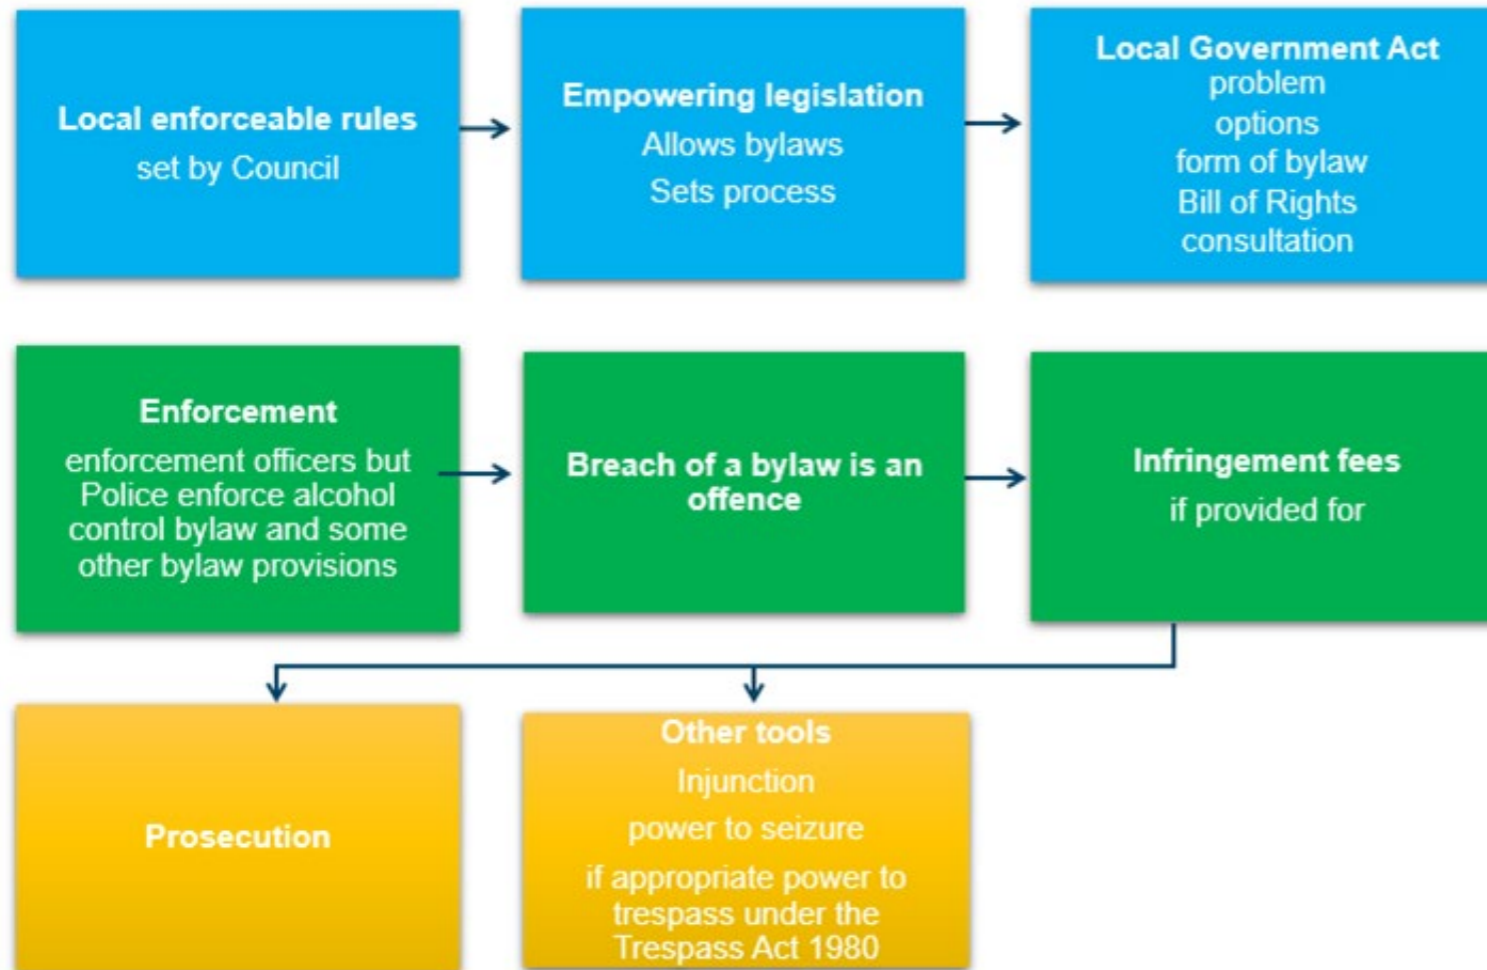 Local enforceable rules
set by Council
Empowering legislation
Allows bylaws
Sets process
Local Government Act
problem
options
form of bylaw
Bill of Rights
consultation
Enforcement
enforcement officers but
Police enforce alcohol
control bylaw and some
other bylaw provisions
Breach of a bylaw is an
offence
Infringement fees
if provided for
Prosecution
Other tools
Injunction
power to seizure
if appropriate power to
trespass under the
Trespass Act 1980